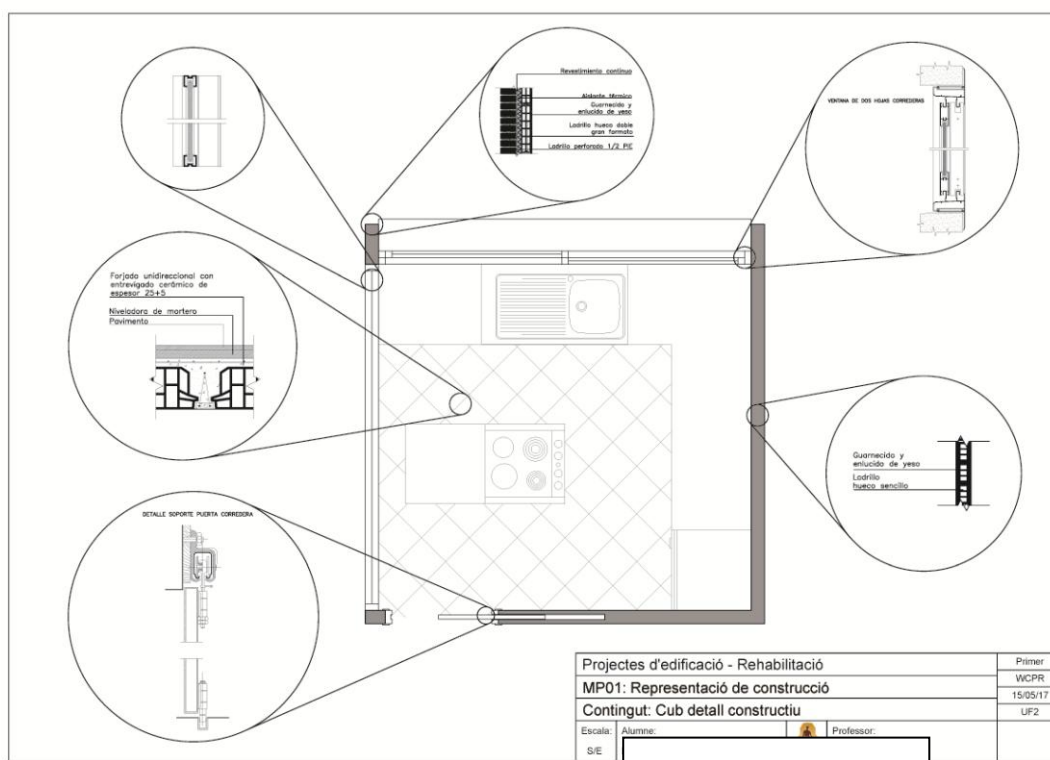 Revestimiento continuo
Aislante térmico
Guarnecido y
enlucido de yeso
Ladrillo hueco doble
gran formato
Ladrillo perforado 1/2 PIE
VENTANA DE DOS HOJAS CORREDERAS
Forjado unidireccional con
entrevigado cerámico de
espesor 25+5
Niveladora de mortero
Pavimento
Guarnecido y
enlucido de yeso
Ladrillo
hueco sencillo
DETALLE SOPORTE PUERTA CORREDERA
Projectes d'edificació - Rehabilitació
Primer
MP01: Representació de construcció
WCPR
15/05/17
Contingut: Cub detall constructiu
UF2
Escala:
Alumne:
Professor:
S/E